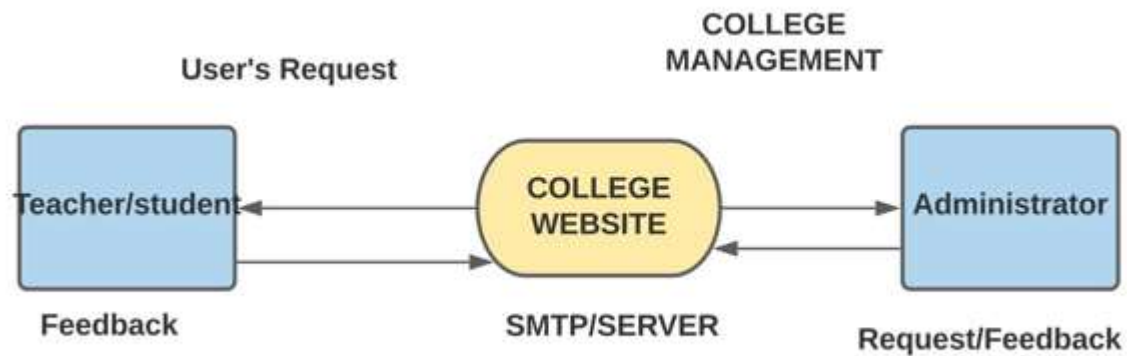 COLLEGE
MANAGEMENT
User's Request
Teacher/student
COLLEGE
WEBSITE
Administrator
Feedback
SMTP/SERVER
Request/Feedback